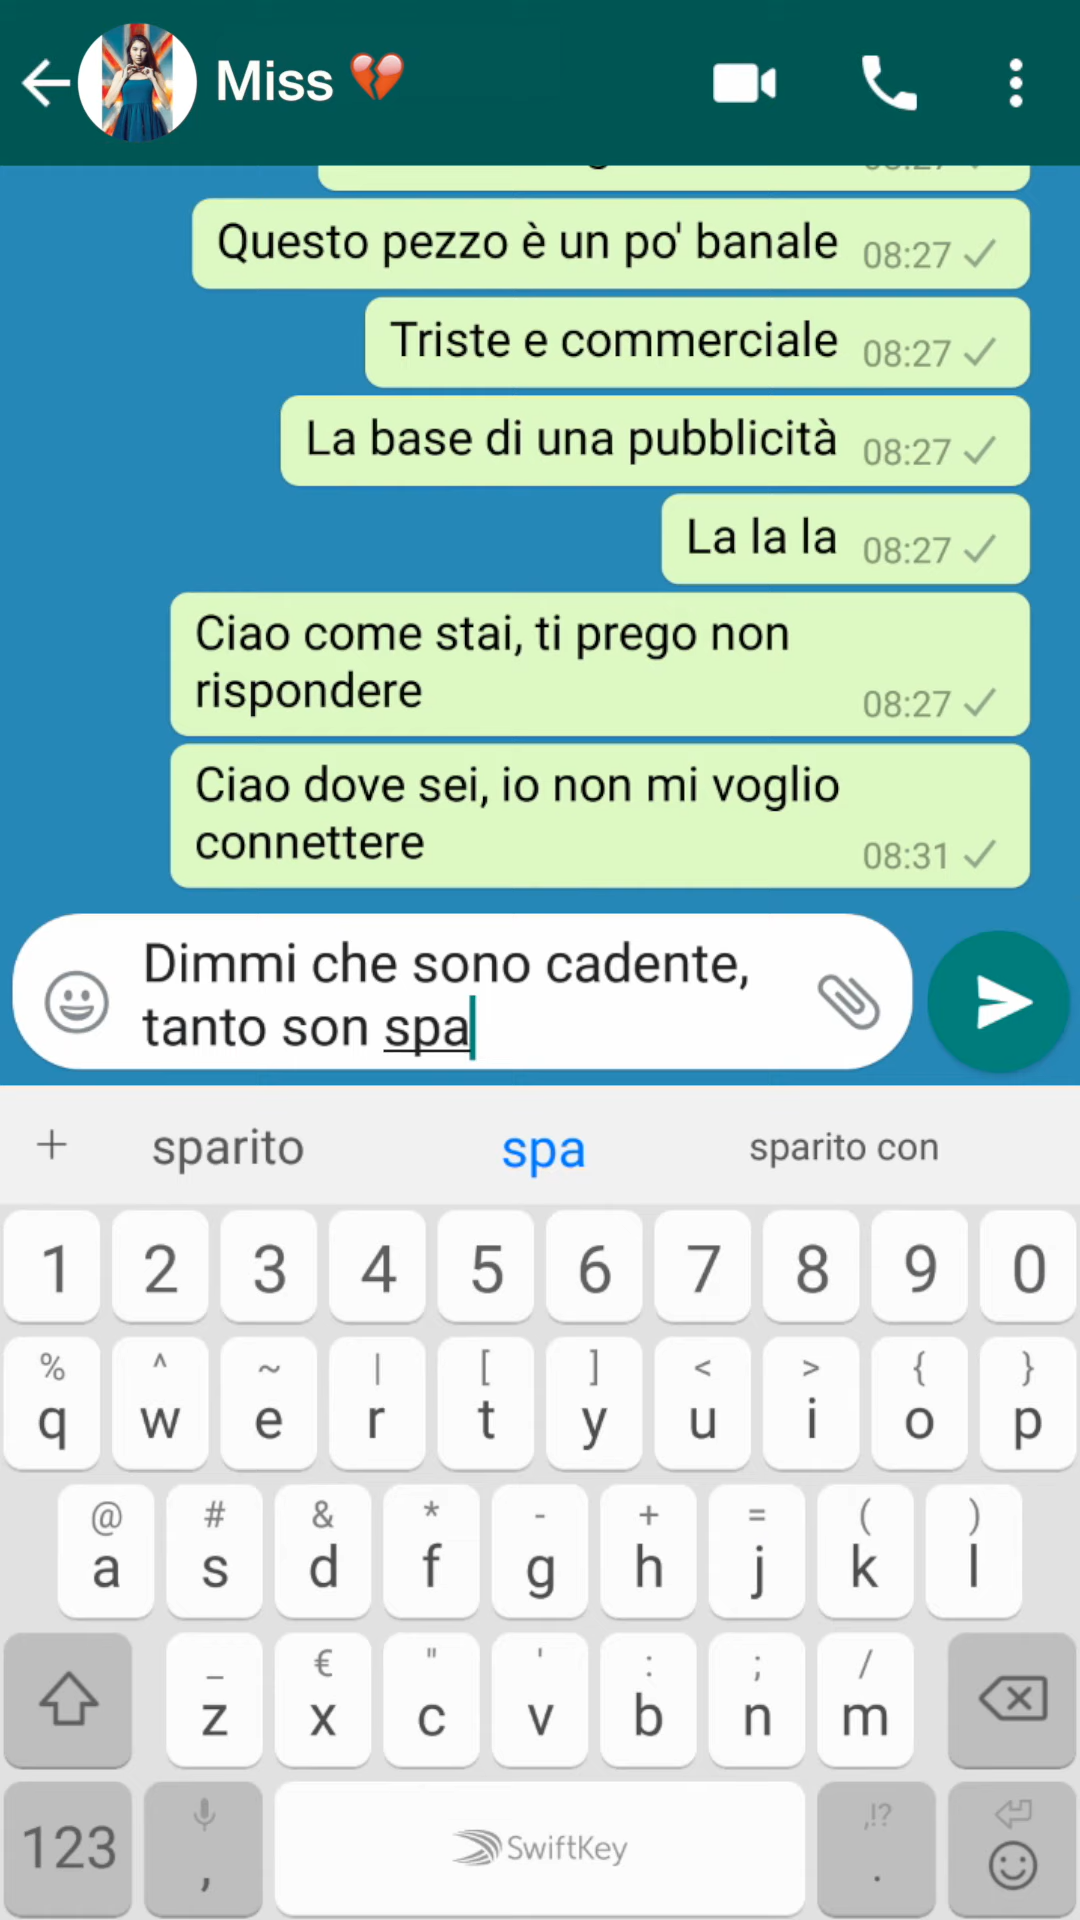 Miss 💔
08:27
Questo pezzo è un po' banale 08:27
Triste e commerciale 08:27
La base di una pubblicità 08:27
La la la 08:27
Ciao come stai, ti prego non
rispondere 08:27
Ciao dove sei, io non mi voglio
connettere 08:31
Dimmi che sono cadente,
tanto son spa
+ sparito spa sparito con
1 2 3 4 5 6 7 8 9 0
% ^ ~ | [ ] < > { }
q w e r t y u i o p
@ # & * - + = ( )
a s d f g h j k l
_ € " ' : ; /
z x c v b n m
,!?
123 , SwiftKey .